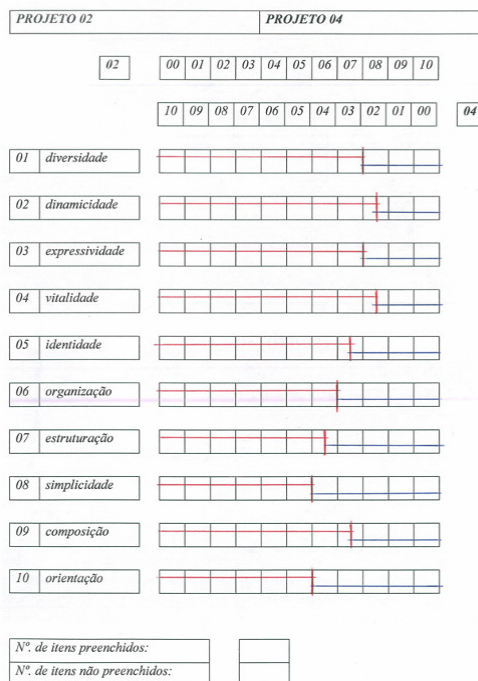 PROJETO 02 PROJETO 04
02 00 01 02 03 04 05 06 07 08 09 10
10 09 08 07 06 05 04 03 02 01 00 04
01 diversidade
02 dinamicidade
03 expressividade
04 vitalidade
05 identidade
06 organização
07 estruturação
08 simplicidade
09 composição
10 orientação
Nº. de itens preenchidos:
Nº. de itens não preenchidos: